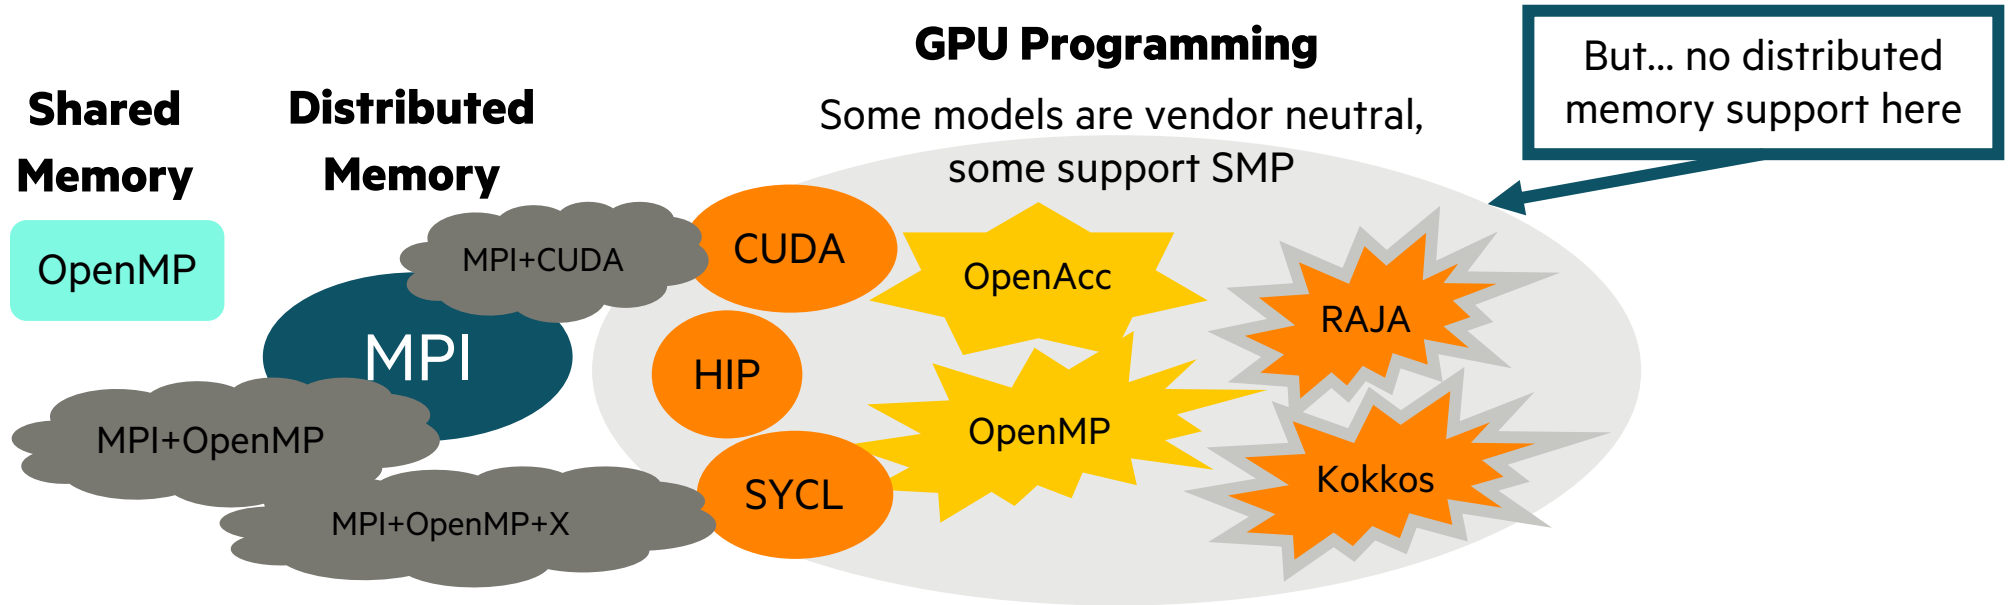 Shared
Memory
OpenMP
Distributed
Memory
MPI+CUDA
MPI
MPI+OpenMP
MPI+OpenMP+X
GPU Programming
Some models are vendor neutral,
some support SMP
CUDA
HIP
SYCL
OpenAcc
OpenMP
RAJA
Kokkos
But... no distributed
memory support here